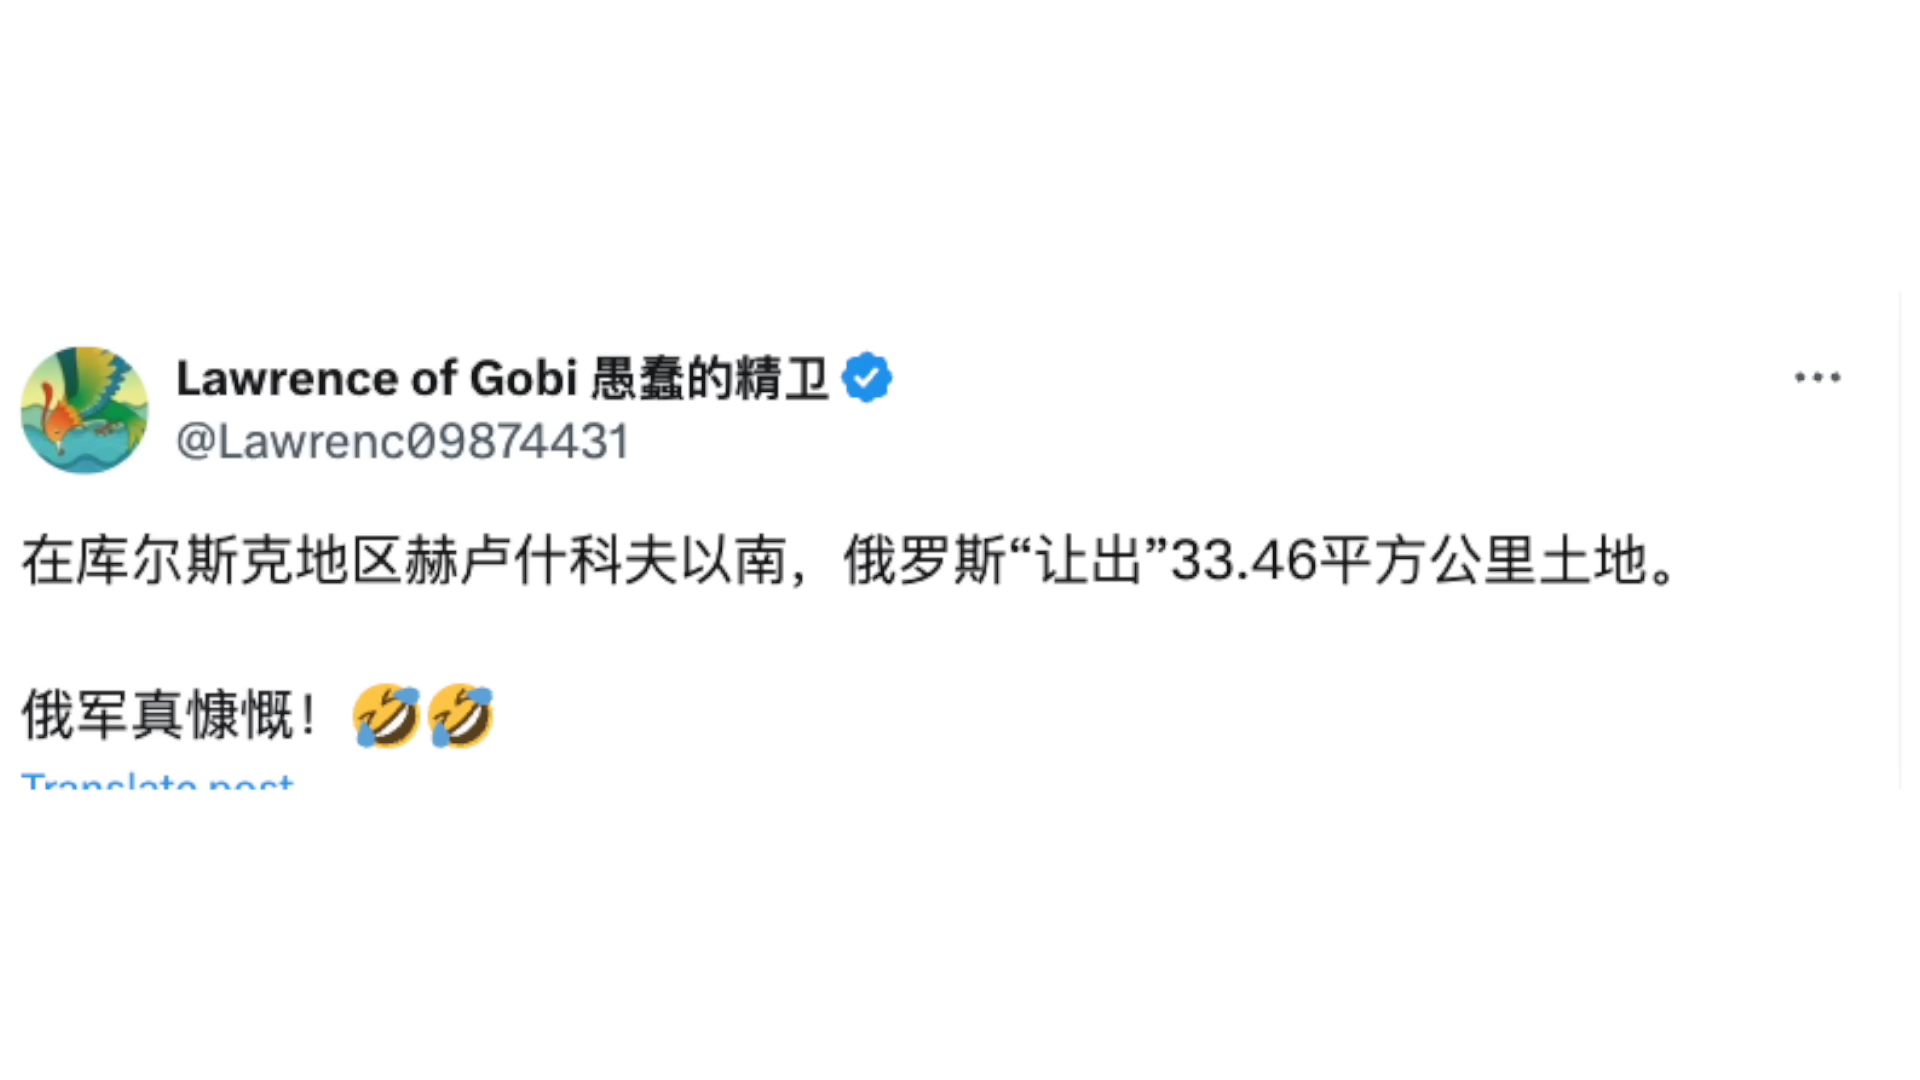 Lawrence of Gobi 愚蠢的精卫
@Lawrenc09874431
在库尔斯克地区赫卢什科夫以南，俄罗斯“让出”33.46平方公里土地。
俄军真慷慨！🤣🤣
Translate post